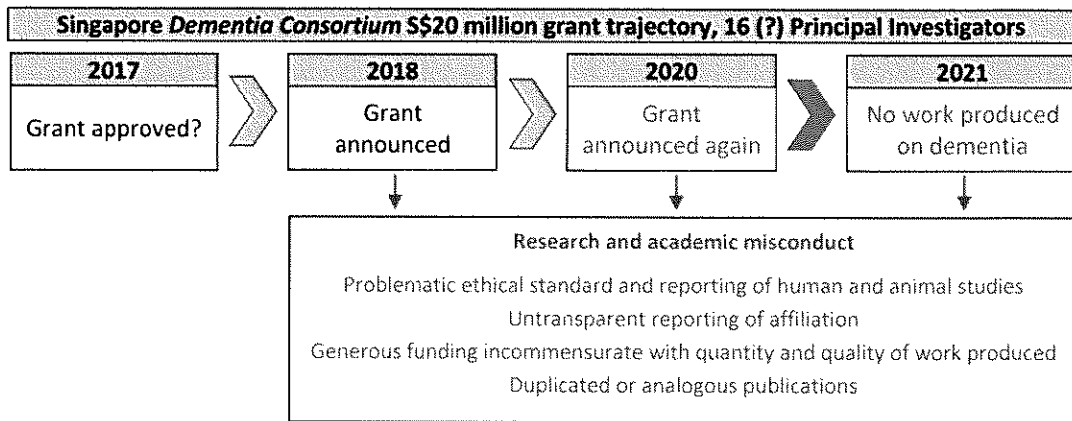 Singapore Dementia Consortium S$20 million grant trajectory, 16 (?) Principal Investigators
2017
Grant approved?
2018
Grant
announced
2020
Grant
announced again
2021
No work produced
on dementia
Research and academic misconduct
Problematic ethical standard and reporting of human and animal studies
Untransparent reporting of affiliation
Generous funding incommensurate with quantity and quality of work produced
Duplicated or analogous publications